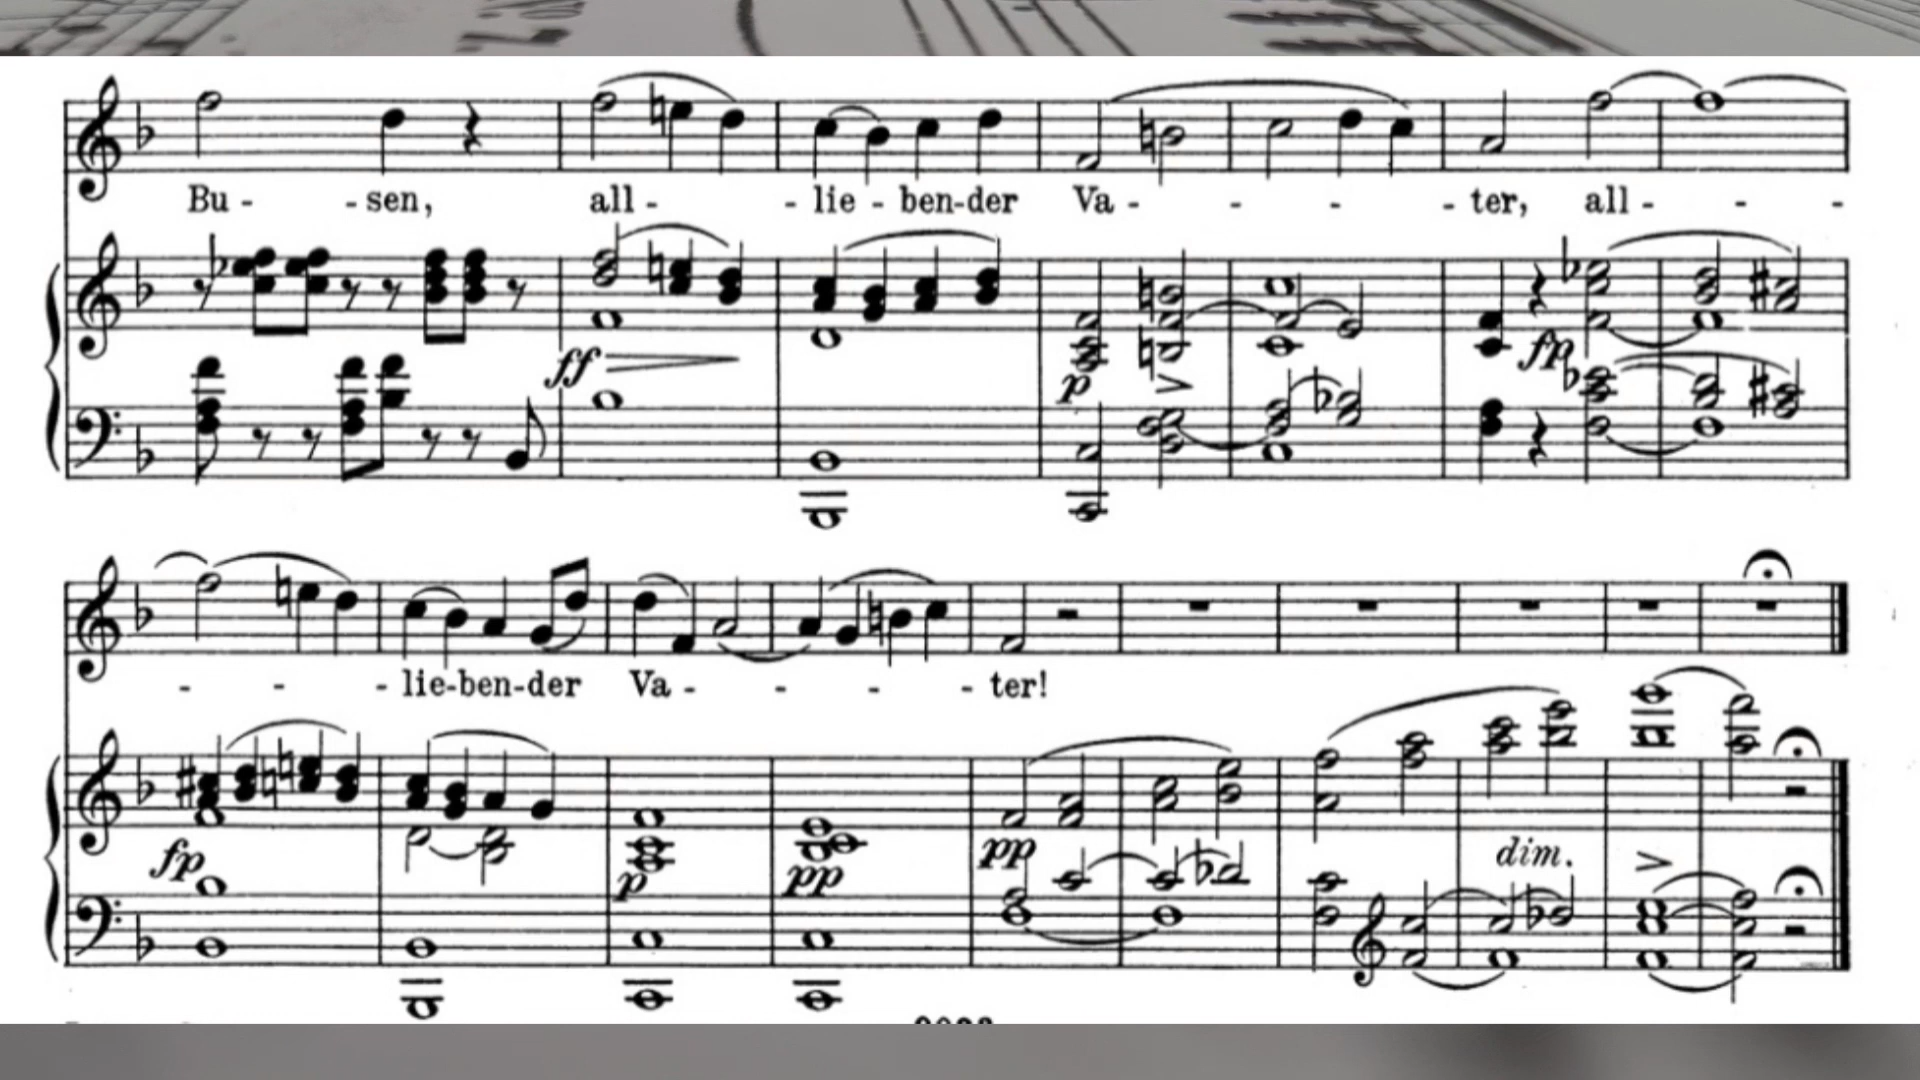 Bu - - sen, all - - lie - ben-der Va - - - - ter, all - - -
ff p fp
- - - lie-ben-der Va - - - - ter!
fp p pp pp dim.